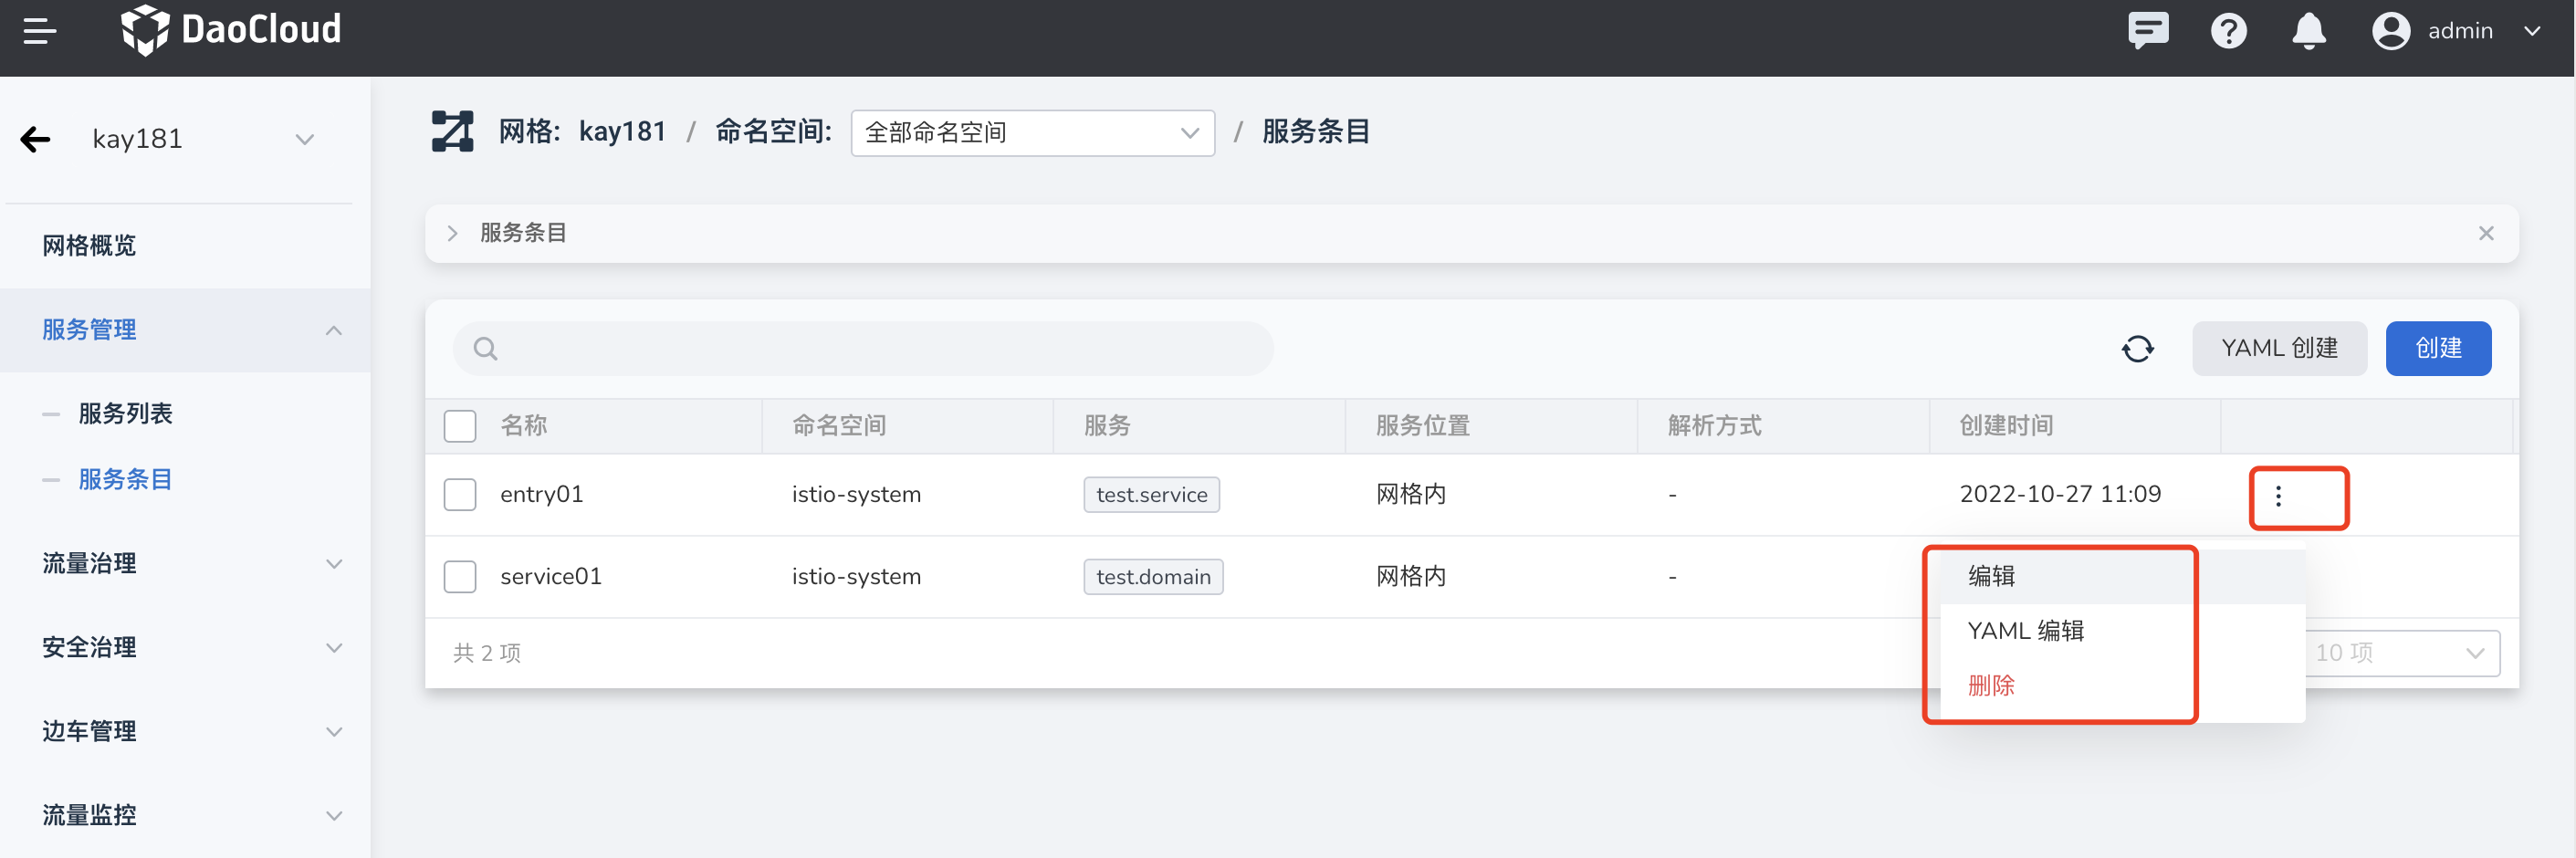 DaoCloud
admin
kay181
网格: kay181 / 命名空间: 全部命名空间 / 服务条目
网格概览
服务管理
服务列表
服务条目
流量治理
安全治理
边车管理
流量监控
服务条目
YAML 创建
创建
名称 命名空间 服务 服务位置 解析方式 创建时间
entry01 istio-system test.service 网格内 - 2022-10-27 11:09
service01 istio-system test.domain 网格内 -
编辑
YAML 编辑
删除
共 2 项
10 项